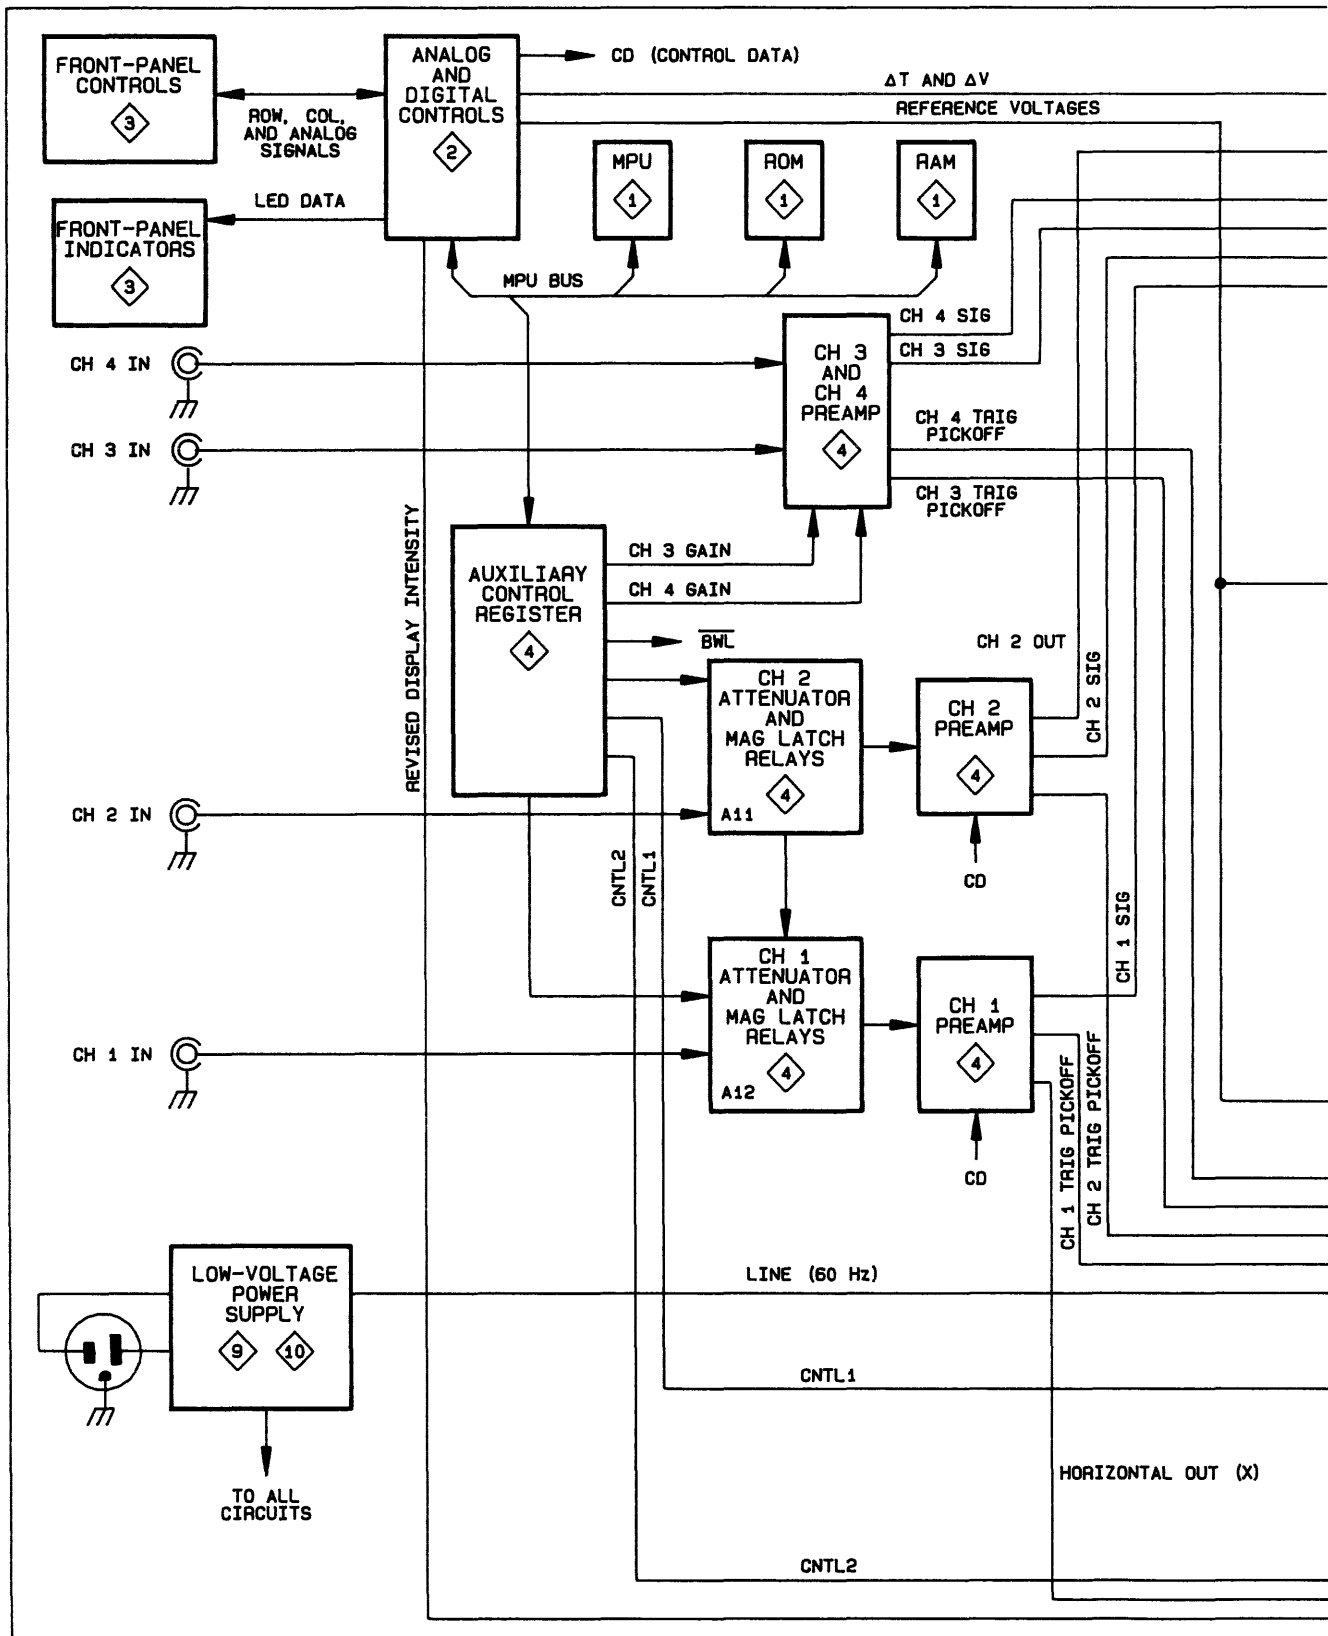 FRONT-PANEL
CONTROLS
3
ROW, COL,
AND ANALOG
SIGNALS
ANALOG
AND
DIGITAL
CONTROLS
2
CD (CONTROL DATA)
ΔT AND ΔV
REFERENCE VOLTAGES
MPU
1
ROM
1
RAM
1
LED DATA
FRONT-PANEL
INDICATORS
3
MPU BUS
CH 4 IN
CH 3 IN
CH 3
AND
CH 4
PREAMP
4
CH 4 SIG
CH 3 SIG
CH 4 TRIG
PICKOFF
CH 3 TRIG
PICKOFF
REVISED DISPLAY INTENSITY
AUXILIARY
CONTROL
REGISTER
4
CH 3 GAIN
CH 4 GAIN
B̅W̅L̅
CH 2 IN
CH 2
ATTENUATOR
AND
MAG LATCH
RELAYS
4
A11
CH 2 OUT
CH 2
PREAMP
4
CD
CH 2 SIG
CNTL2
CNTL1
CH 1 SIG
CH 1 IN
CH 1
ATTENUATOR
AND
MAG LATCH
RELAYS
4
A12
CH 1
PREAMP
4
CD
CH 1 TRIG PICKOFF
CH 2 TRIG PICKOFF
LOW-VOLTAGE
POWER
SUPPLY
9 10
LINE (60 Hz)
CNTL1
TO ALL
CIRCUITS
HORIZONTAL OUT (X)
CNTL2